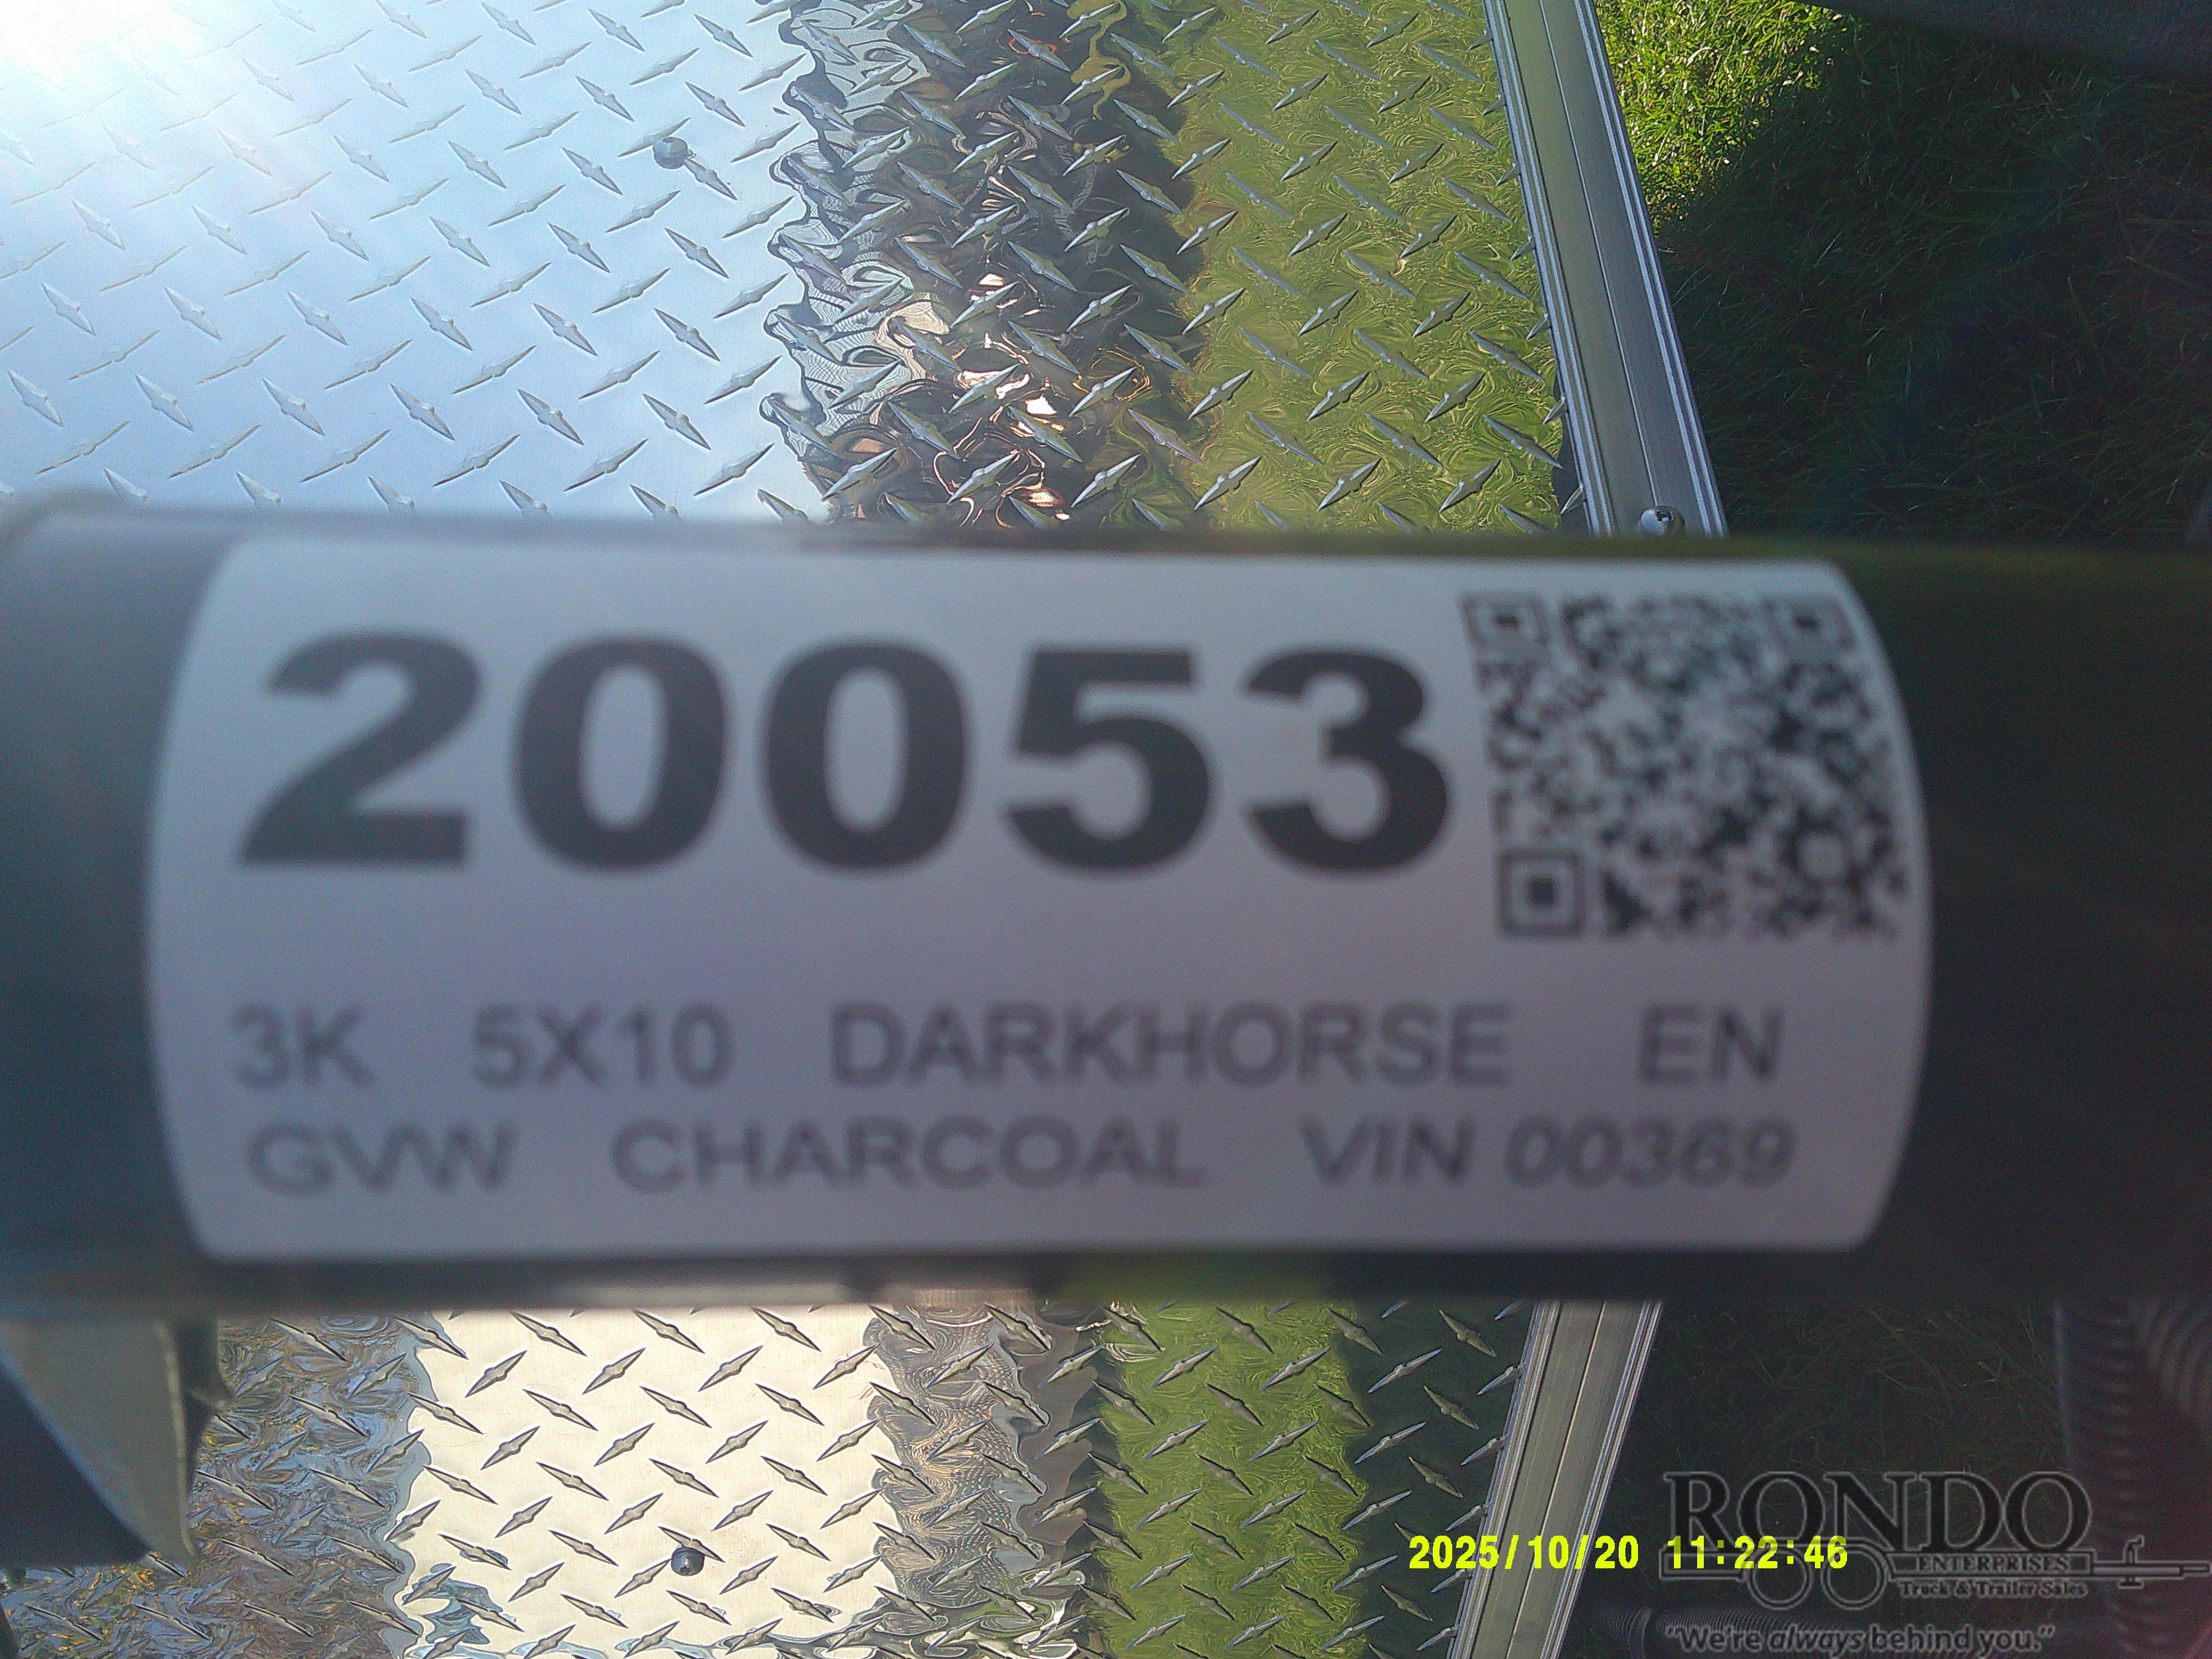 20053
3K 5X10 DARKHORSE EN
GVW CHARCOAL VIN 00369
2025/10/20 11:22:46
RONDO
ENTERPRISES
Truck & Trailer Sales
"We're always behind you."